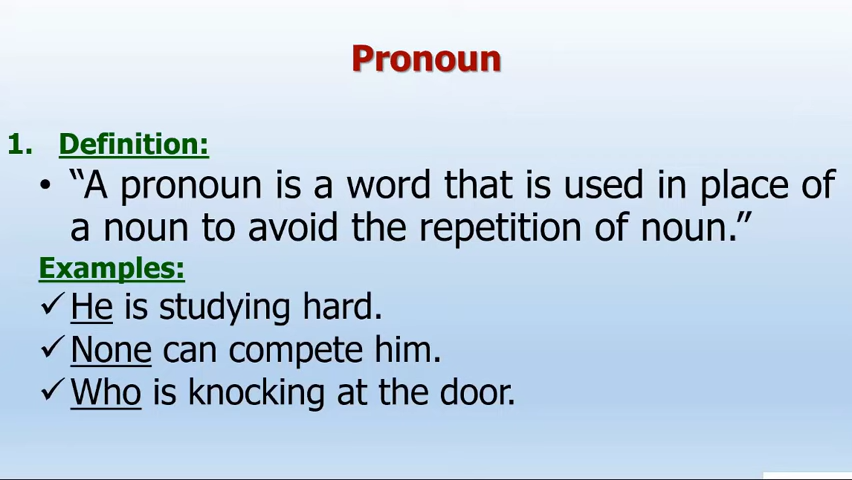 Pronoun
1. Definition:
• “A pronoun is a word that is used in place of
a noun to avoid the repetition of noun.”
Examples:
✓ He is studying hard.
✓ None can compete him.
✓ Who is knocking at the door.